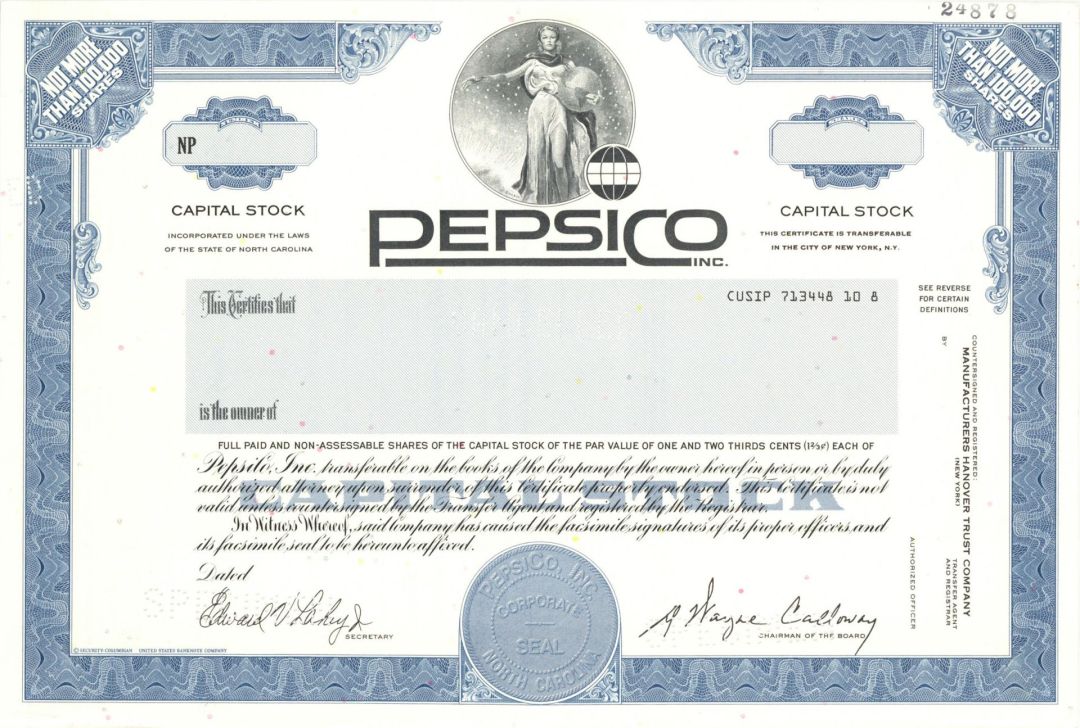 24878
NOT MORE
THAN 100,000
SHARES
NOT MORE
THAN 100,000
SHARES
NP
SHARES
CAPITAL STOCK
CAPITAL STOCK
INCORPORATED UNDER THE LAWS
OF THE STATE OF NORTH CAROLINA
THIS CERTIFICATE IS TRANSFERABLE
IN THE CITY OF NEW YORK, N.Y.
PEPSICO
INC.
This Certifies that
CUSIP 713448 10 8
SEE REVERSE
FOR CERTAIN
DEFINITIONS
is the owner of
FULL PAID AND NON-ASSESSABLE SHARES OF THE CAPITAL STOCK OF THE PAR VALUE OF ONE AND TWO THIRDS CENTS (1⅔¢) EACH OF
PepsiCo, Inc. transferable on the books of the Company by the owner hereof in person or by duly
authorized attorney upon surrender of this Certificate properly endorsed. This Certificate is not
valid unless countersigned by the Transfer Agent and registered by the Registrar.
CAPITAL STOCK
In Witness Whereof, said Company has caused the facsimile signatures of its proper officers and
its facsimile seal to be hereunto affixed.
Dated
Edward V Lahey Jr
SECRETARY
D Wayne Calloway
CHAIRMAN OF THE BOARD
PEPSICO, INC.
CORPORATE
SEAL
NORTH CAROLINA
COUNTERSIGNED AND REGISTERED:
MANUFACTURERS HANOVER TRUST COMPANY
(NEW YORK)
TRANSFER AGENT
AND REGISTRAR
BY
AUTHORIZED OFFICER
© SECURITY-COLUMBIAN UNITED STATES BANKNOTE COMPANY